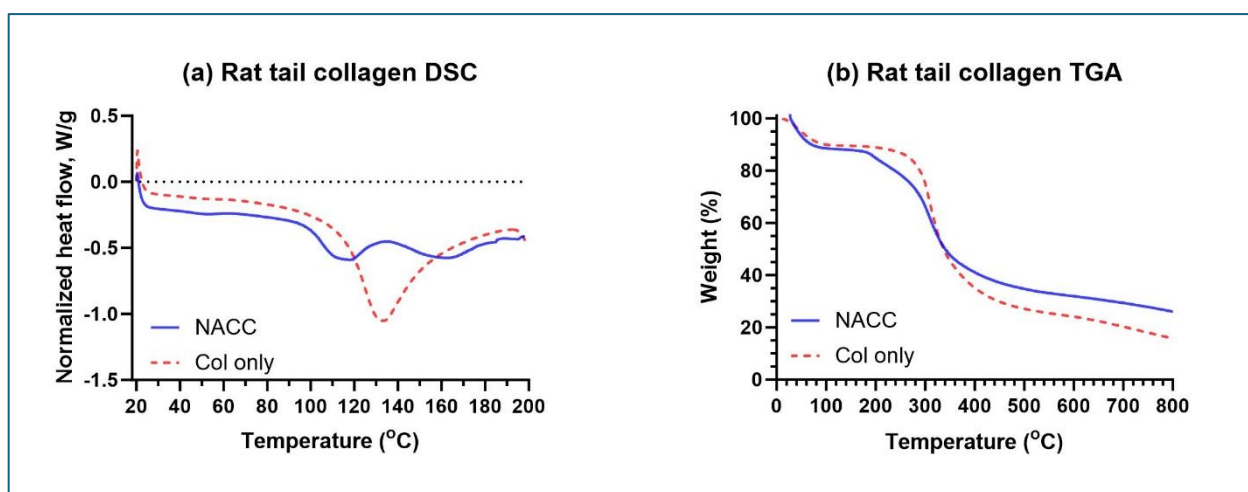 (a) Rat tail collagen DSC
Normalized heat flow, W/g
0.5
0.0
-0.5
-1.0
-1.5
NACC
Col only
20 40 60 80 100 120 140 160 180 200
Temperature (°C)
(b) Rat tail collagen TGA
Weight (%)
100
80
60
40
20
0
NACC
Col only
0 100 200 300 400 500 600 700 800
Temperature (°C)